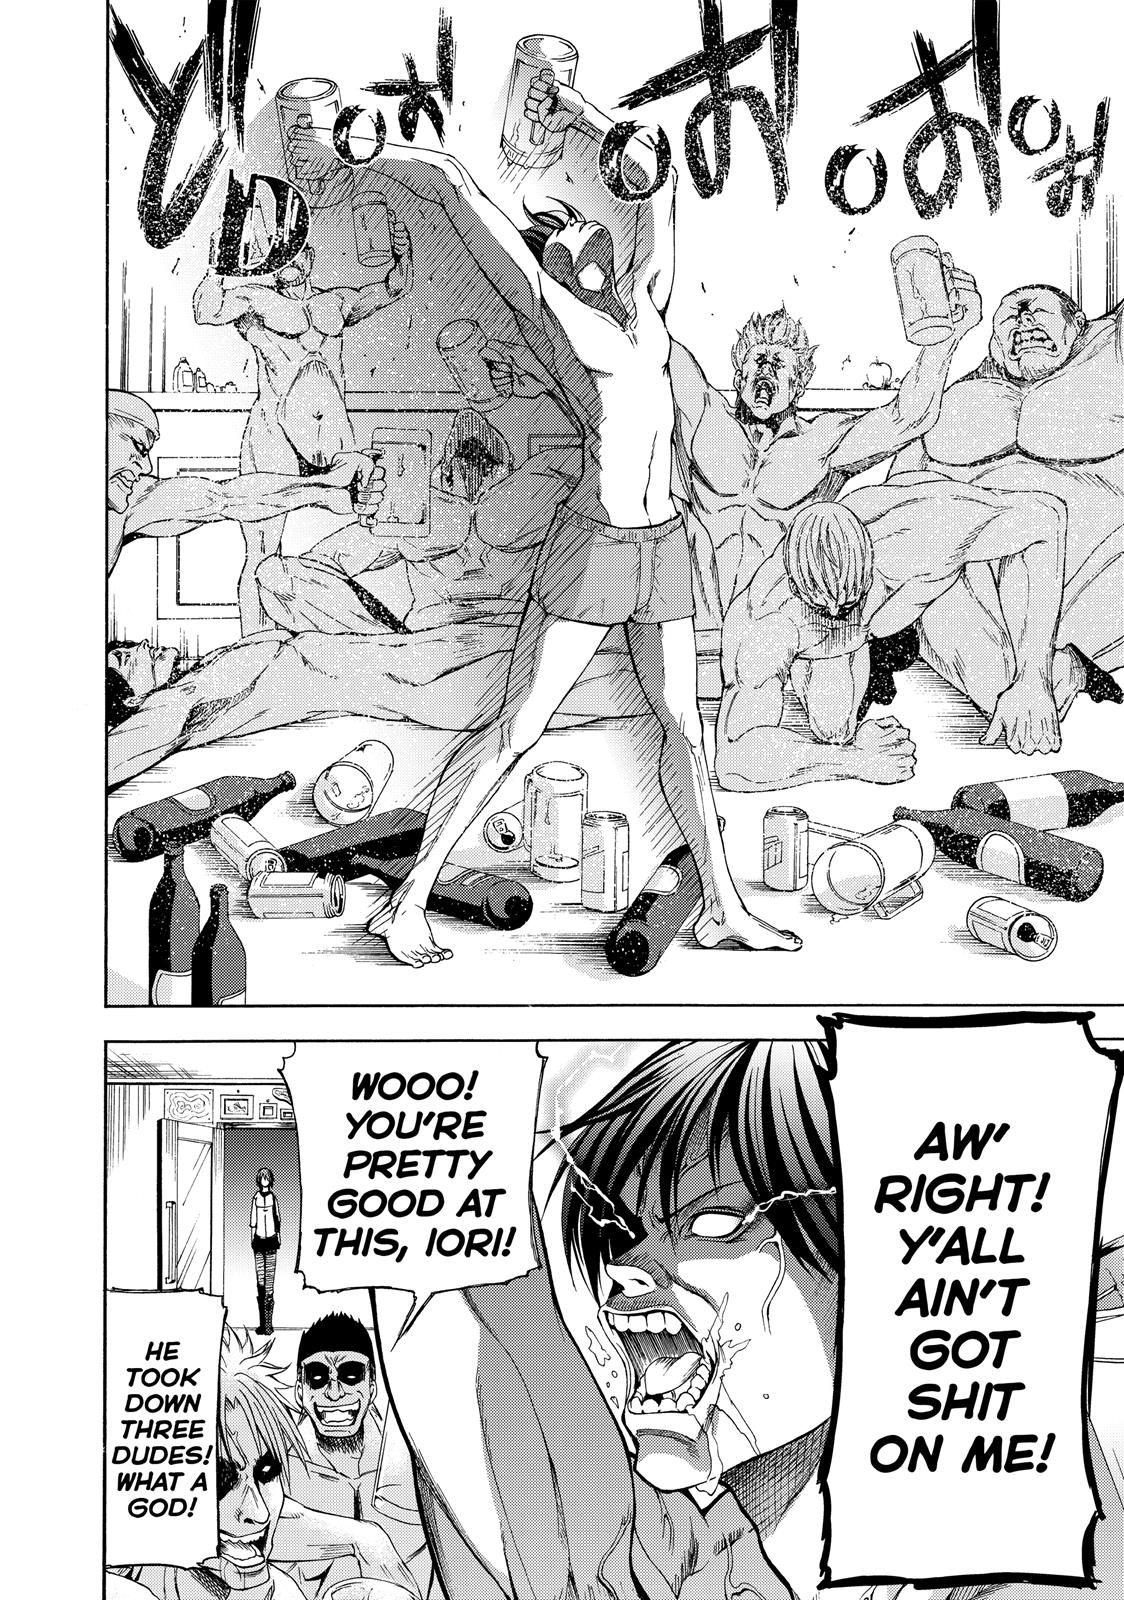 AW'
RIGHT!
Y'ALL
AIN'T
GOT
SHIT
ON ME!
WOOO!
YOU'RE
PRETTY
GOOD AT
THIS, IORI!
HE
TOOK
DOWN
THREE
DUDES!
WHAT A
GOD!